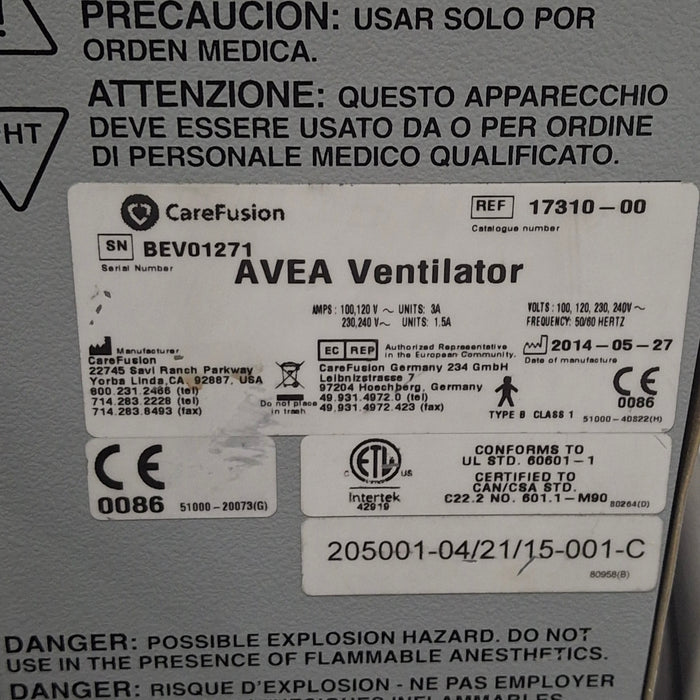 PRECAUCION: USAR SOLO POR
ORDEN MEDICA.
ATTENZIONE: QUESTO APPARECCHIO
HT
DEVE ESSERE USATO DA O PER ORDINE
DI PERSONALE MEDICO QUALIFICATO.
CareFusion
REF 17310-00
Catalogue number
SN BEV01271
Serial Number
AVEA Ventilator
AMPS: 100,120 V ~ UNITS: 3A
230,240 V~ UNITS: 1.5A
VOLTS: 100, 120, 230, 240V ~
FREQUENCY: 50/60 HERTZ
Manufacturer
CareFusion
22745 Savi Ranch Parkway
Yorba Linda, CA, 92887, USA
800.231.2466 (tel)
714.283.2228 (tel)
714.283.8493 (fax)
Do not place
in trash
EC REP Authorized Representative
in the European Community.
CareFusion Germany 234 GmbH
Leibnizstrasse 7
97204 Hoechberg, Germany
49.931.4972.0 (tel)
49.931.4972.423 (fax)
2014-05-27
Date of manufacture
TYPE B CLASS 1
CE
0086
51000-40822(H)
CE
0086 51000-20073(G)
C ETL US
Intertek
42919
CONFORMS TO
UL STD. 60601-1
CERTIFIED TO
CAN/CSA STD.
C22.2 NO. 601.1-M90
80264(D)
205001-04/21/15-001-C
80958(B)
DANGER: POSSIBLE EXPLOSION HAZARD. DO NOT
USE IN THE PRESENCE OF FLAMMABLE ANESTHETICS.
DANGER: RISQUE D'EXPLOSION - NE PAS EMPLOYER